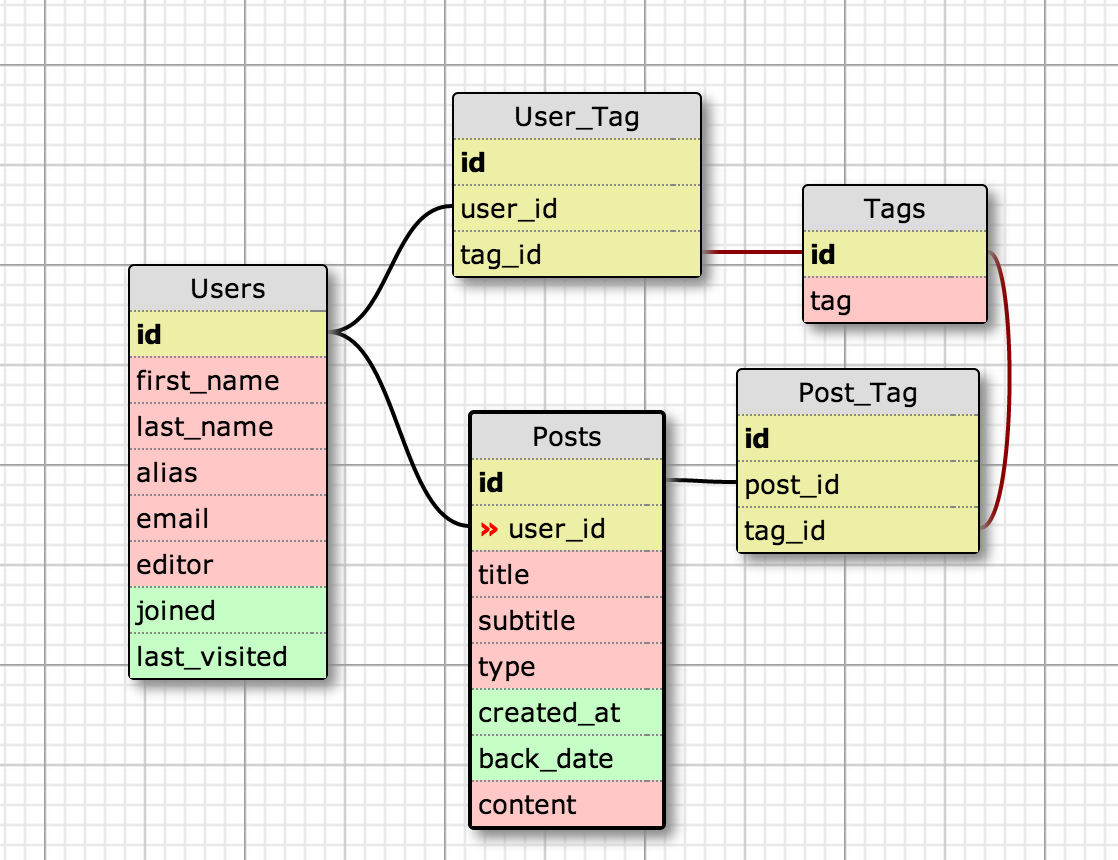 User_Tag
id
user_id
tag_id
Tags
id
tag
Users
id
first_name
last_name
alias
email
editor
joined
last_visited
Posts
id
» user_id
title
subtitle
type
created_at
back_date
content
Post_Tag
id
post_id
tag_id